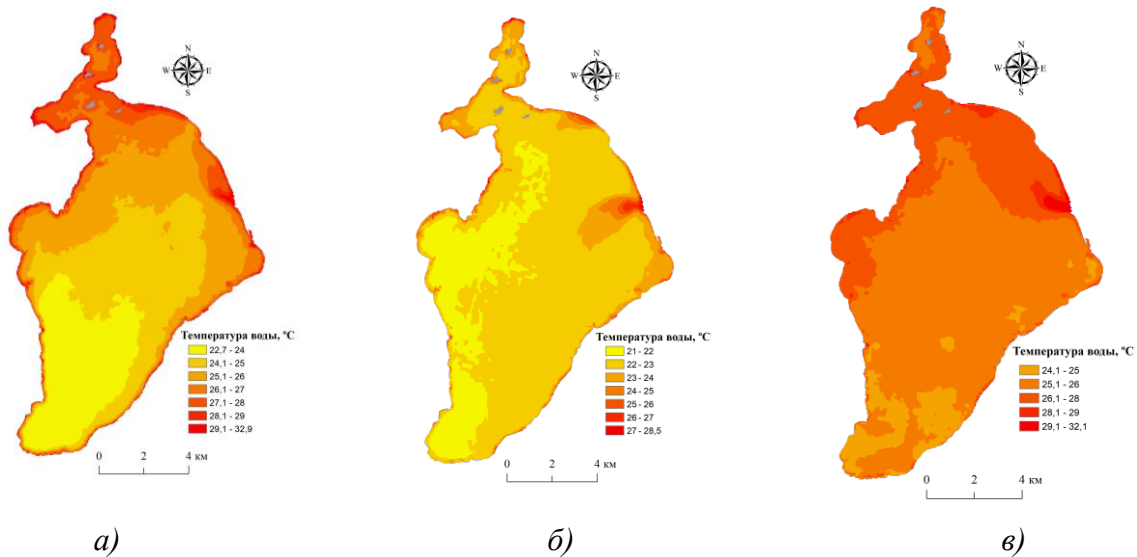 N
W E
S
Температура воды, °С
22,7 - 24
24,1 - 25
25,1 - 26
26,1 - 27
27,1 - 28
28,1 - 29
29,1 - 32,9
0 2 4 км
а)
N
W E
S
Температура воды, °С
21 - 22
22 - 23
23 - 24
24 - 25
25 - 26
26 - 27
27 - 28,5
0 2 4 км
б)
N
W E
S
Температура воды, °С
24,1 - 25
25,1 - 26
26,1 - 28
28,1 - 29
29,1 - 32,1
0 2 4 км
в)